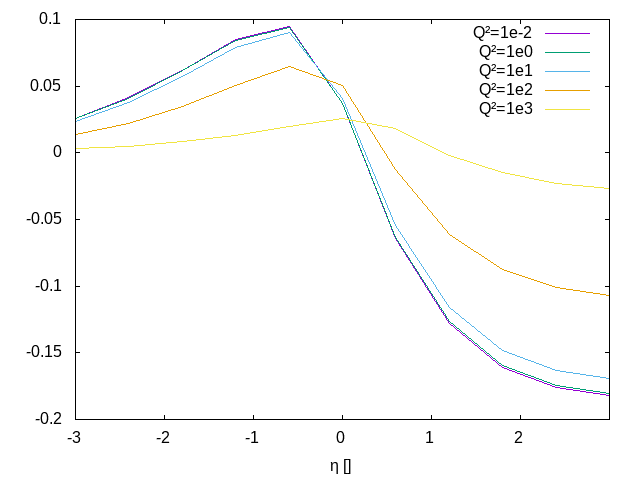 0.1
0.05
0
-0.05
-0.1
-0.15
-0.2
-3
-2
-1
0
1
2
η []
Q²=1e-2
Q²=1e0
Q²=1e1
Q²=1e2
Q²=1e3